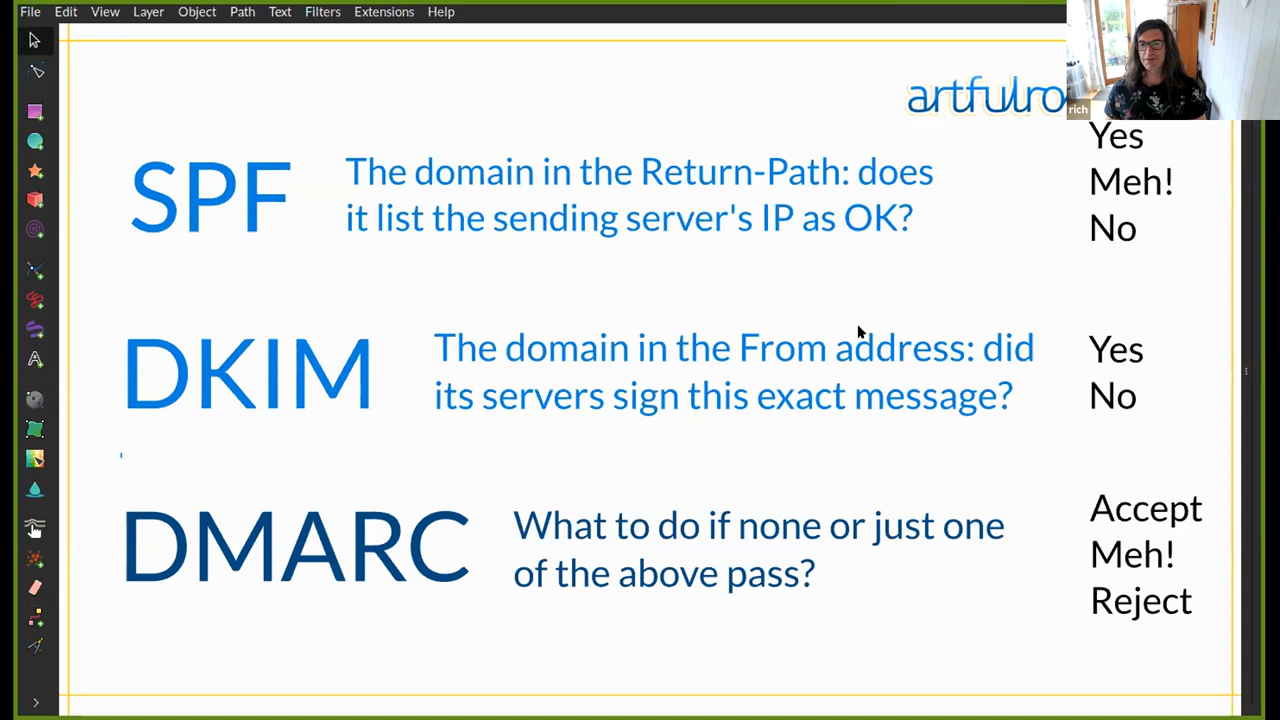 File Edit View Layer Object Path Text Filters Extensions Help
artfulro
rich
SPF
The domain in the Return-Path: does
it list the sending server's IP as OK?
Yes
Meh!
No
DKIM
The domain in the From address: did
its servers sign this exact message?
Yes
No
DMARC
What to do if none or just one
of the above pass?
Accept
Meh!
Reject